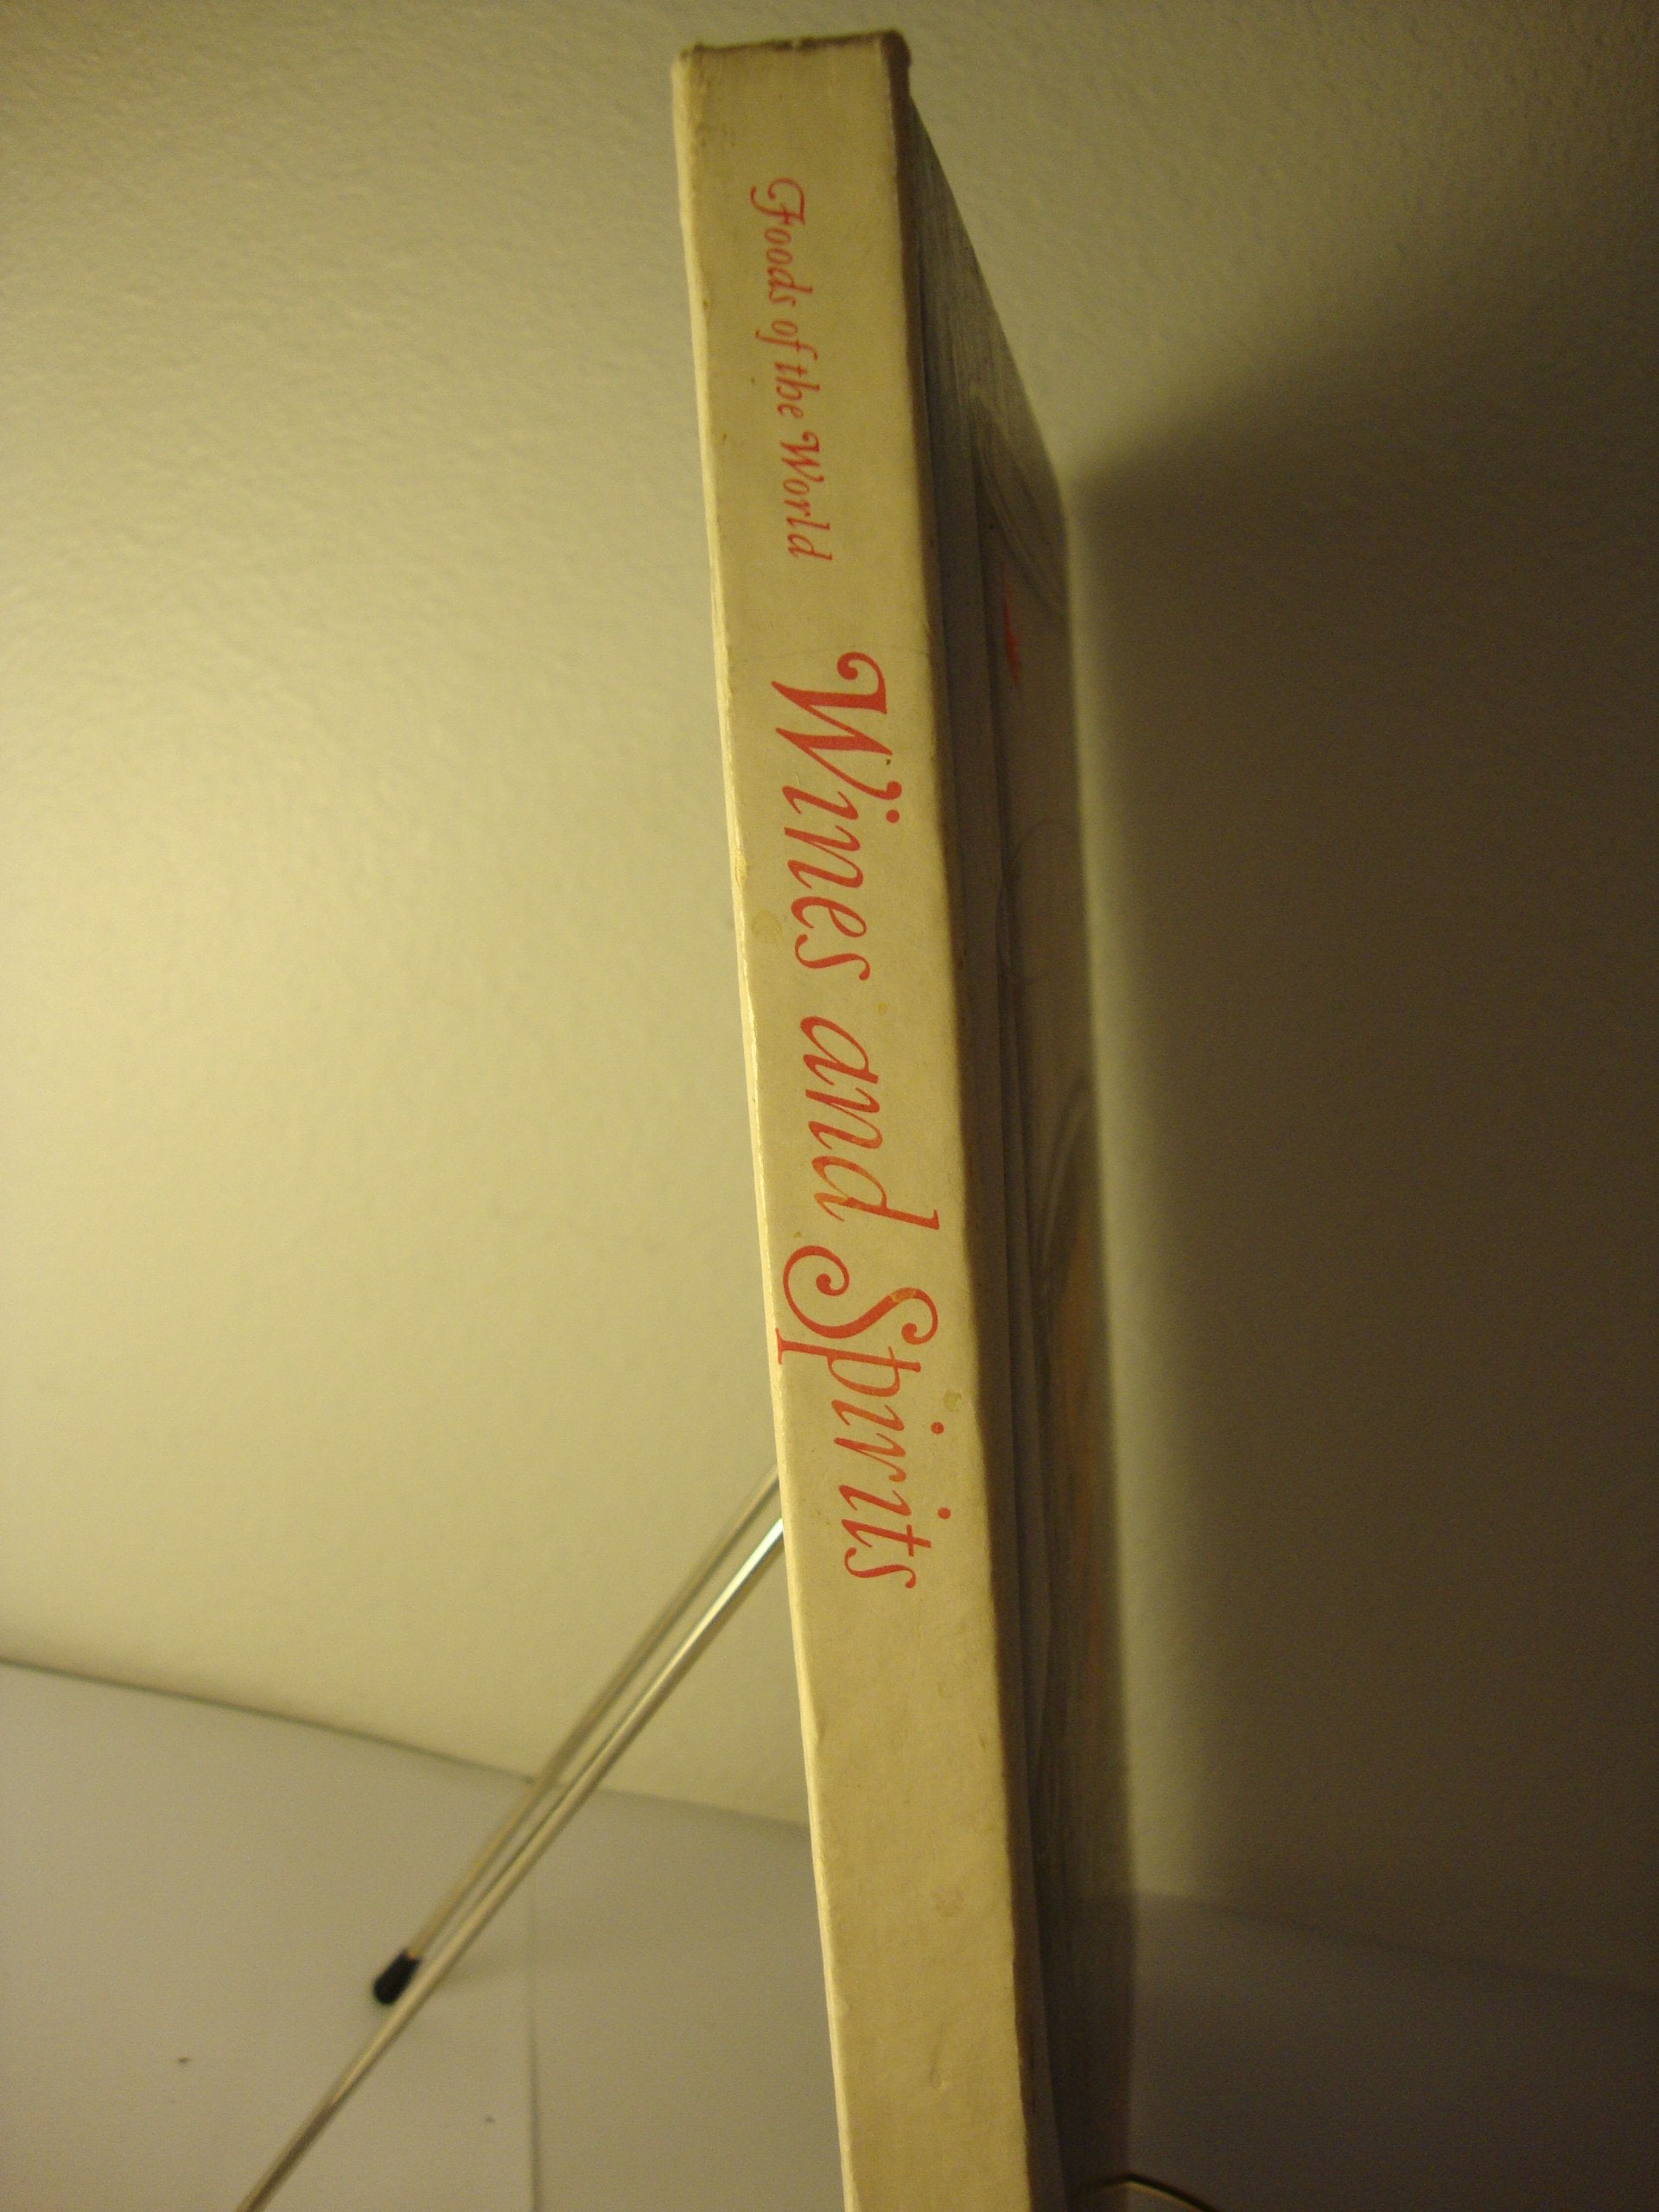 Foods of the World Wines and Spirits